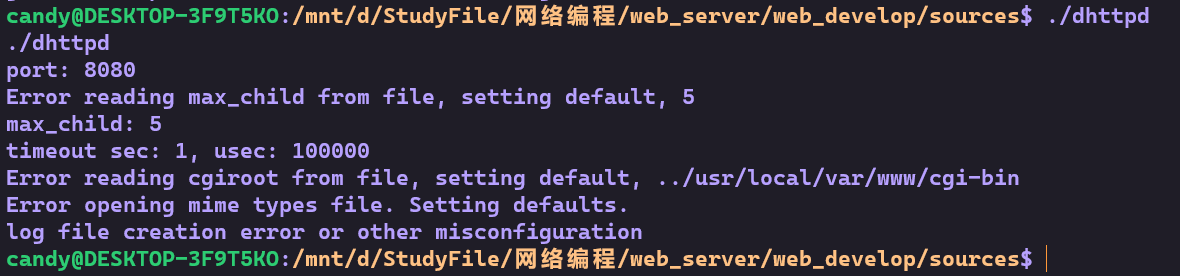 candy@DESKTOP-3F9T5KO:/mnt/d/StudyFile/网络编程/web_server/web_develop/sources$ ./dhttpd
./dhttpd
port: 8080
Error reading max_child from file, setting default, 5
max_child: 5
timeout sec: 1, usec: 100000
Error reading cgiroot from file, setting default, ../usr/local/var/www/cgi-bin
Error opening mime types file. Setting defaults.
log file creation error or other misconfiguration
candy@DESKTOP-3F9T5KO:/mnt/d/StudyFile/网络编程/web_server/web_develop/sources$